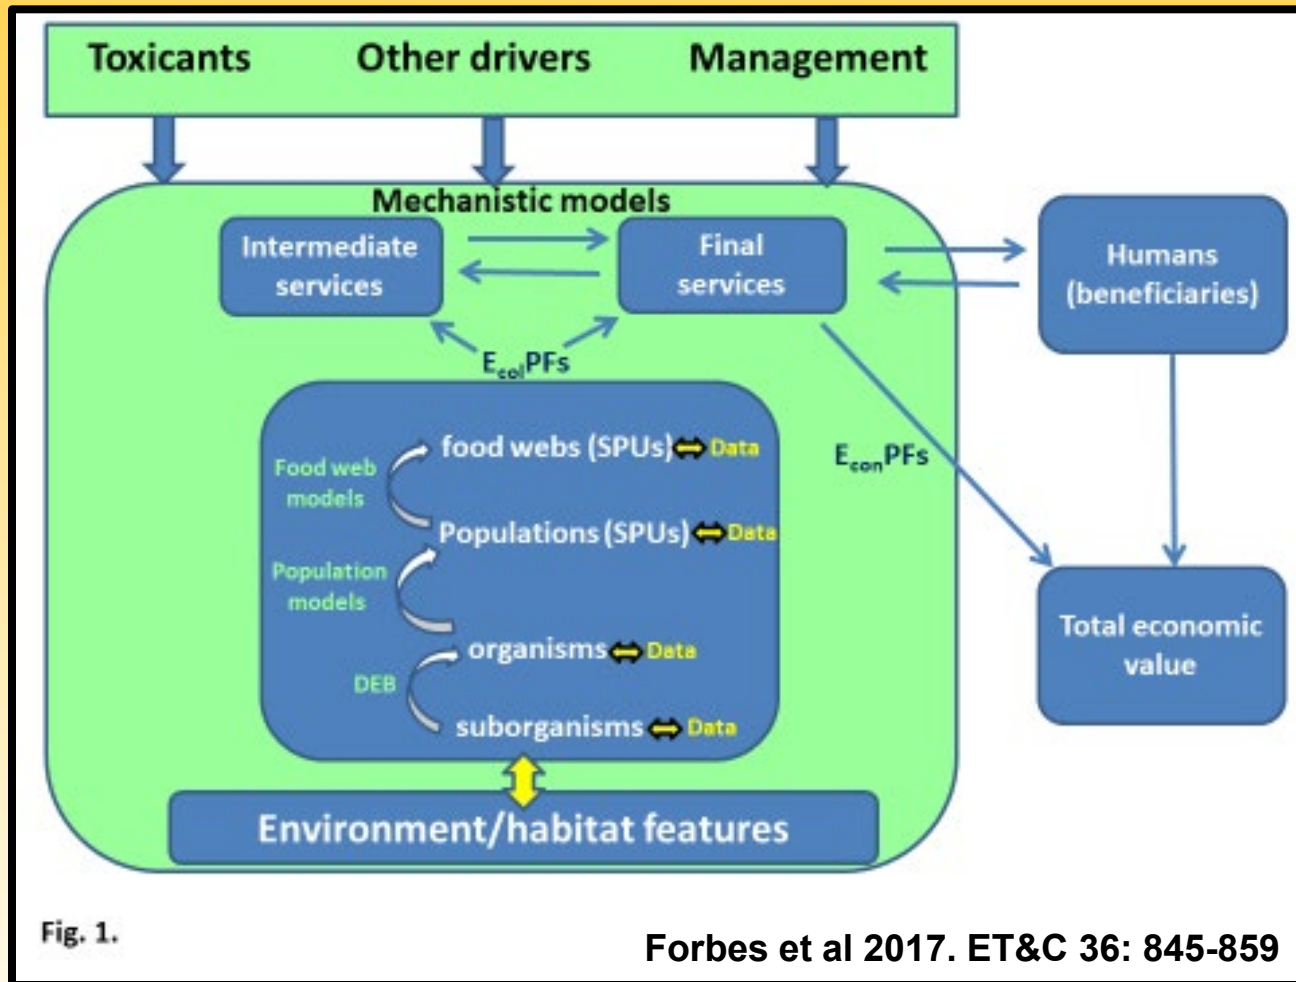 Toxicants Other drivers Management
Mechanistic models
Intermediate
services
Final
services
Humans
(beneficiaries)
EcolPFs
food webs (SPUs) Data
Food web
models
EconPFs
Populations (SPUs) Data
Population
models
organisms Data
DEB
suborganisms Data
Total economic
value
Environment/habitat features
Fig. 1.
Forbes et al 2017. ET&C 36: 845-859